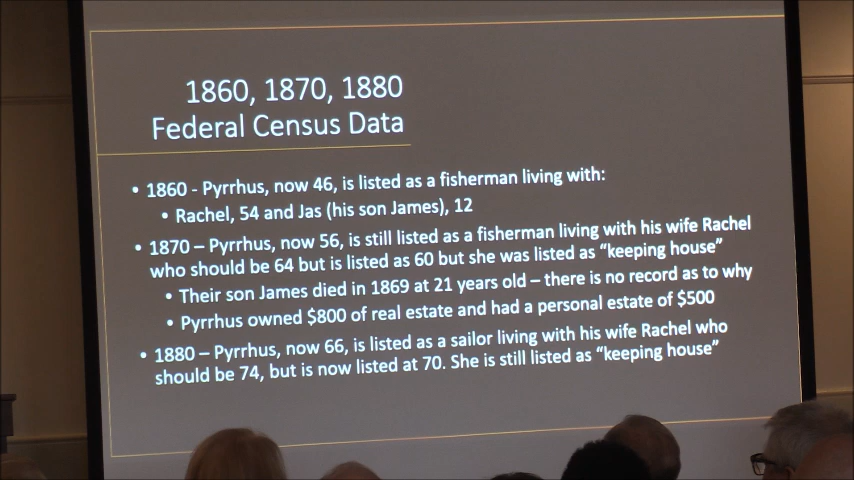 1860, 1870, 1880
Federal Census Data
• 1860 - Pyrrhus, now 46, is listed as a fisherman living with:
• Rachel, 54 and Jas (his son James), 12
• 1870 – Pyrrhus, now 56, is still listed as a fisherman living with his wife Rachel
who should be 64 but is listed as 60 but she was listed as “keeping house”
• Their son James died in 1869 at 21 years old – there is no record as to why
• Pyrrhus owned $800 of real estate and had a personal estate of $500
• 1880 – Pyrrhus, now 66, is listed as a sailor living with his wife Rachel who
should be 74, but is now listed at 70. She is still listed as “keeping house”